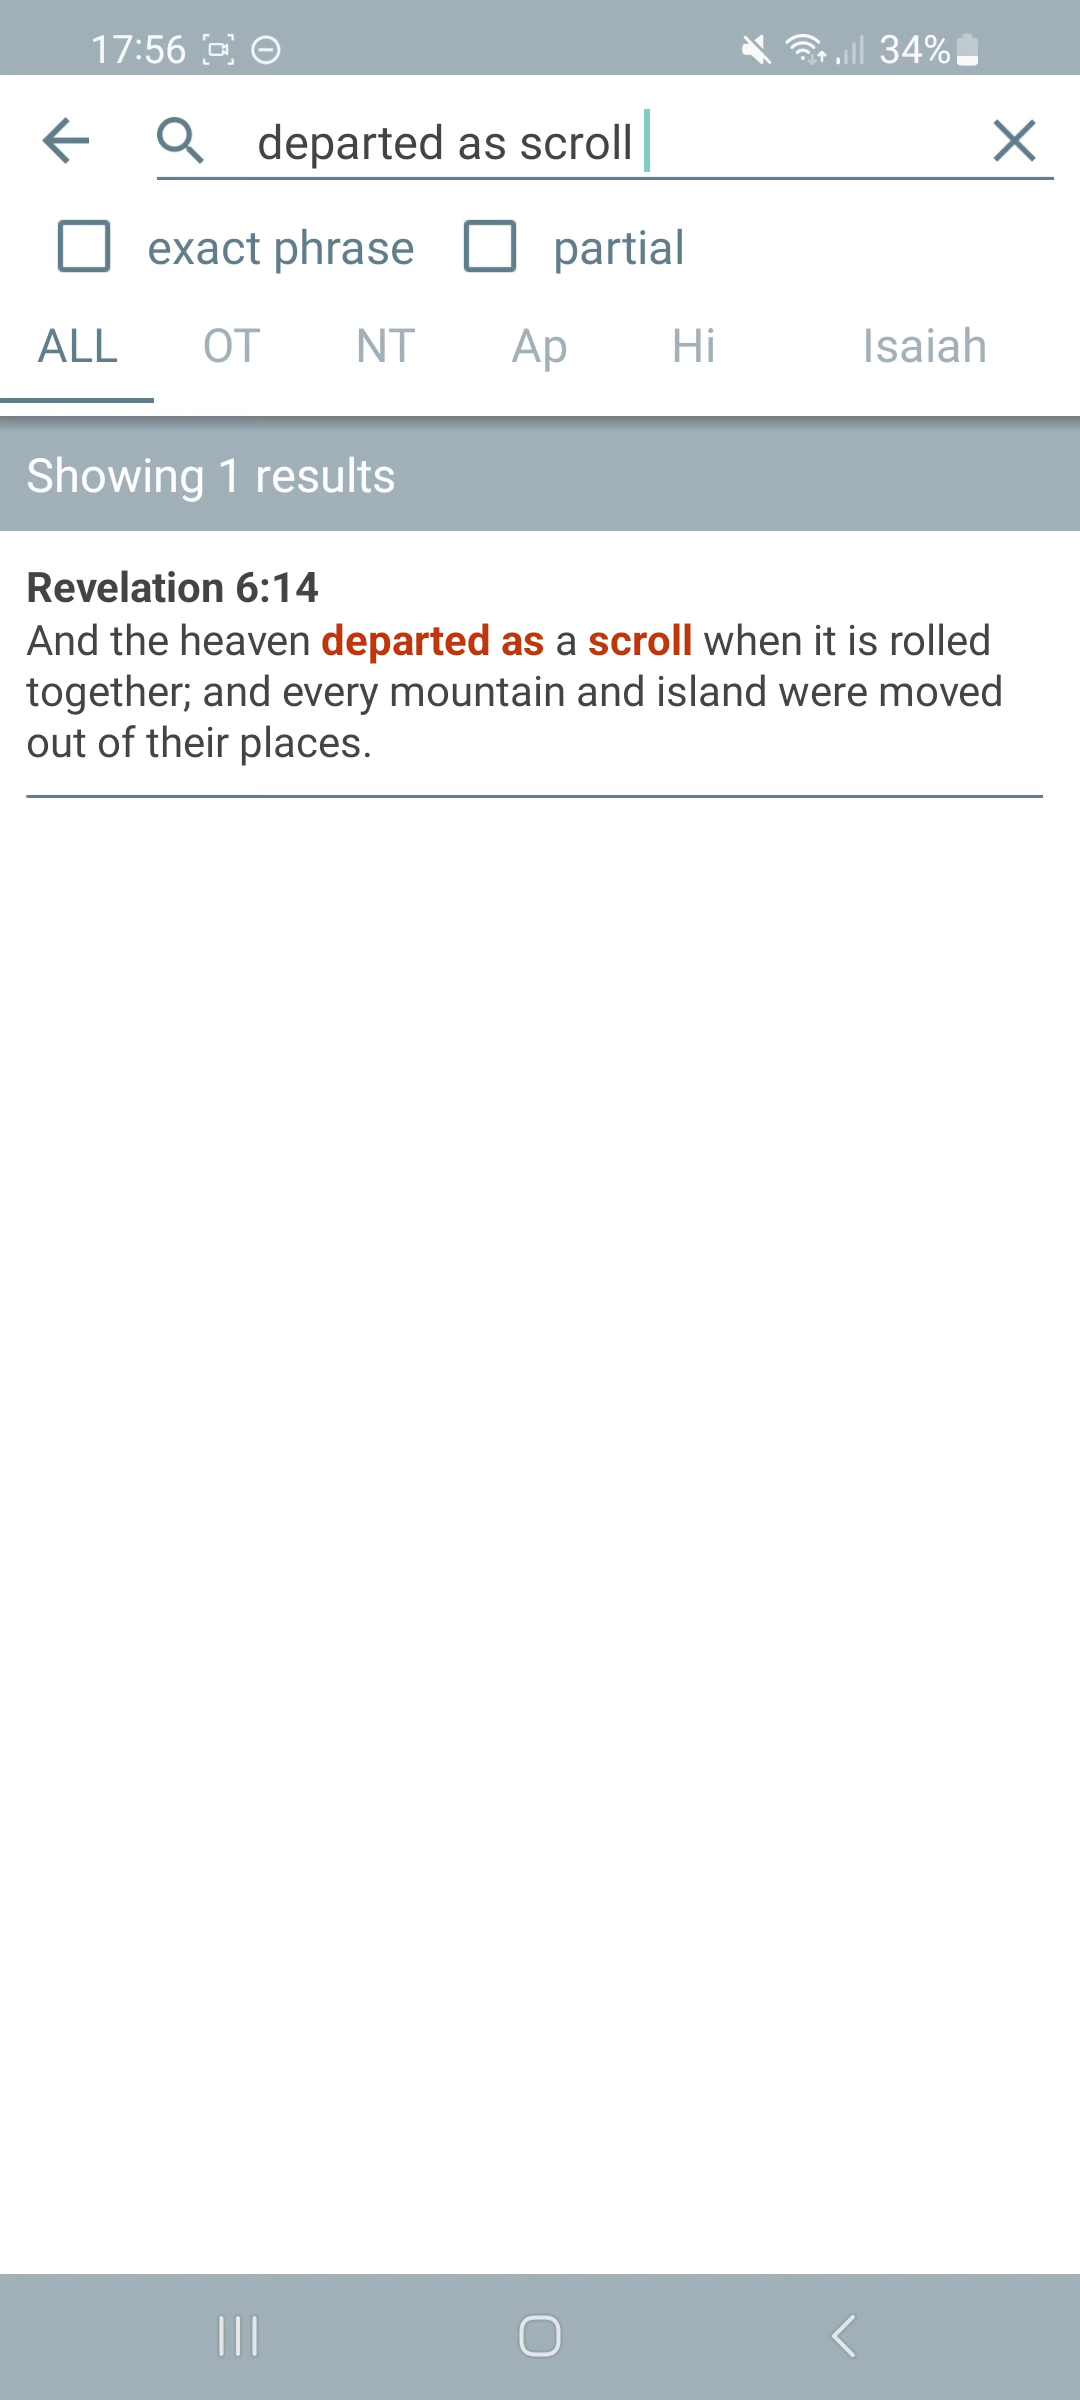 17:56 34%
departed as scroll
exact phrase partial
ALL OT NT Ap Hi Isaiah
Showing 1 results
Revelation 6:14
And the heaven departed as a scroll when it is rolled
together; and every mountain and island were moved
out of their places.